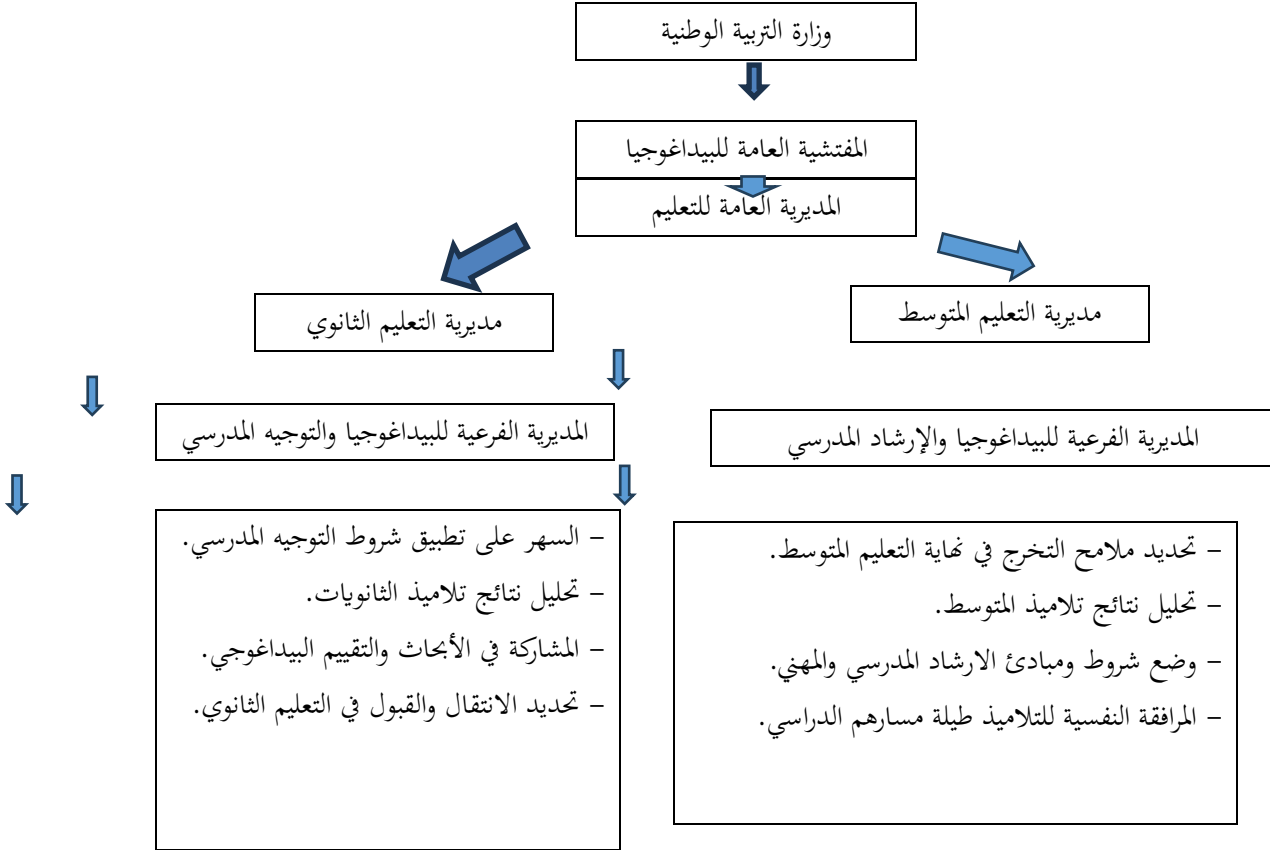 وزارة التربية الوطنية
المفتشية العامة للبيداغوجيا
المديرية العامة للتعليم
مديرية التعليم المتوسط
مديرية التعليم الثانوي
المديرية الفرعية للبيداغوجيا والإرشاد المدرسي
المديرية الفرعية للبيداغوجيا والتوجيه المدرسي
- تحديد ملامح التخرج في نهاية التعليم المتوسط.
- تحليل نتائج تلاميذ المتوسط.
- وضع شروط ومبادئ الارشاد المدرسي والمهني.
- المرافقة النفسية للتلاميذ طيلة مسارهم الدراسي.
- السهر على تطبيق شروط التوجيه المدرسي.
- تحليل نتائج تلاميذ الثانويات.
- المشاركة في الأبحاث والتقييم البيداغوجي.
- تحديد الانتقال والقبول في التعليم الثانوي.